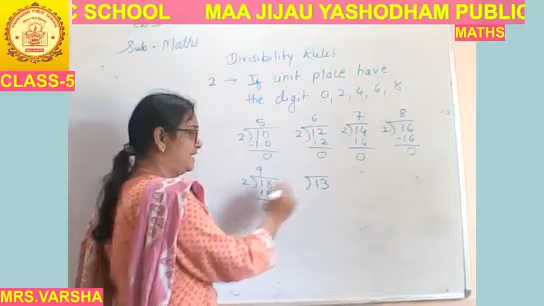 C SCHOOL MAA JIJAU YASHODHAM PUBLIC
MATHS
CLASS-5
Sub - Maths
Divisibility Rules
2 → If unit place have
the digit 0, 2, 4, 6, 8
5 6 7 8
2)10 2)12 2)14 2)16
-10 -12 14 -16
0 0 0 0
9
2)18 )13
18
MRS.VARSHA